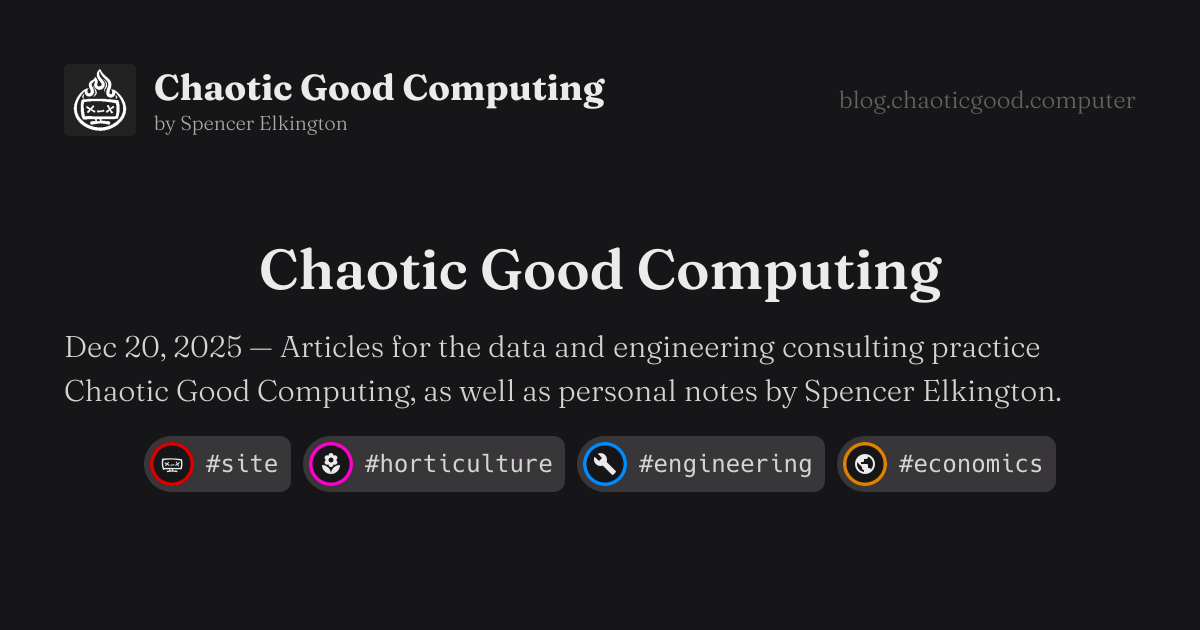 Chaotic Good Computing
by Spencer Elkington
blog.chaoticgood.computer
Chaotic Good Computing
Dec 20, 2025 — Articles for the data and engineering consulting practice
Chaotic Good Computing, as well as personal notes by Spencer Elkington.
#site #horticulture #engineering #economics